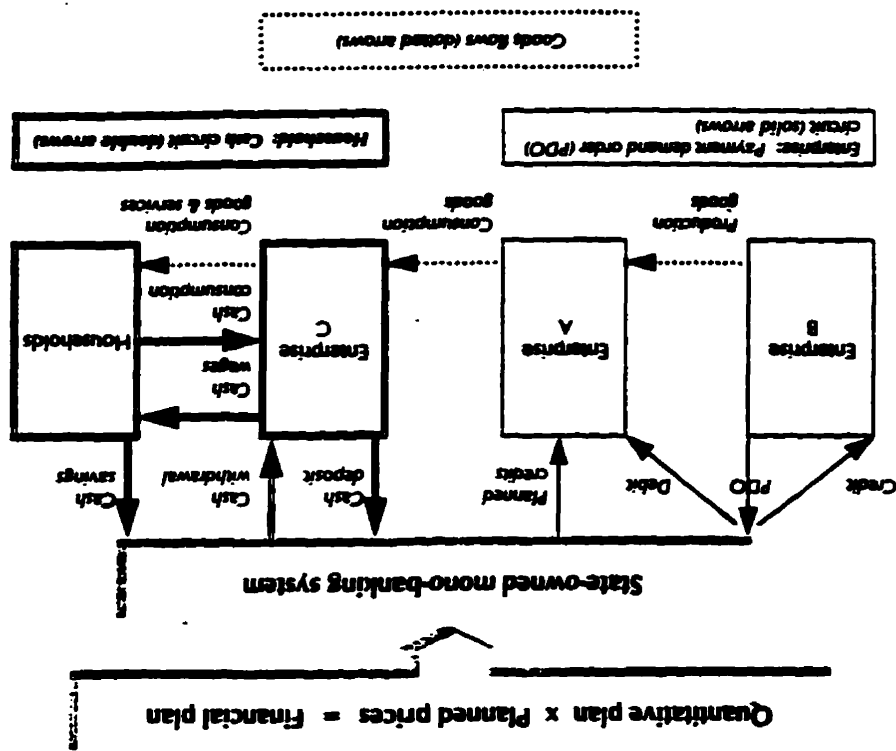 Quantitative plan x Planned prices = Financial plan
State-owned mono-banking system
Credit
PDO
Debit
Planned
credits
Cash
deposit
Cash
withdrawal
Cash
savings
Enterprise
B
Enterprise
A
Enterprise
C
Cash
wages
Cash
consumption
Households
Production
goods
Consumption
goods
Consumption
goods & services
Enterprise: Payment demand order (PDO)
circuit (solid arrows)
Household: Cash circuit (double arrows)
Goods flows (dotted arrows)